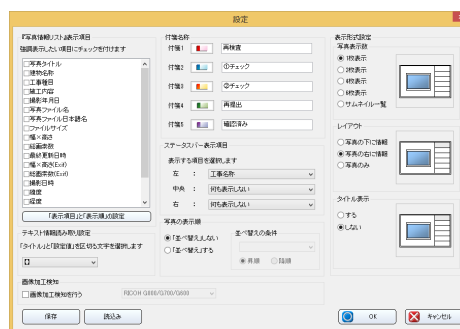 設定
『写真情報リスト』表示項目
強調表示したい項目にチェックを付けます
写真タイトル
建物名称
工事種目
施工内容
撮影年月日
写真ファイル名
写真ファイル日本語名
ファイルサイズ
幅×高さ
総画素数
最終更新日時
幅×高さ(Exif)
総画素数(Exif)
撮影日時
緯度
経度
「表示項目」と「表示順」の設定
テキスト情報読み取り設定
「タイトル」と「設定値」を区切る文字を選択します
[]
画像加工検知
画像加工検知を行う
RICOH G800/G700/G600
保存
読込み
付箋名称
付箋1 再検査
付箋2 ①チェック
付箋3 ②チェック
付箋4 再提出
付箋5 確認済み
ステータスバー表示項目
表示する項目を選択します
左 : 工事名称
中央 : 何も表示しない
右 : 何も表示しない
写真の表示順
「並べ替え」しない
「並べ替え」する
並べ替えの条件
昇順 降順
表示形式設定
写真表示数
1枚表示
2枚表示
4枚表示
6枚表示
サムネイル一覧
レイアウト
写真の下に情報
写真の右に情報
写真のみ
タイトル表示
する
しない
OK
キャンセル